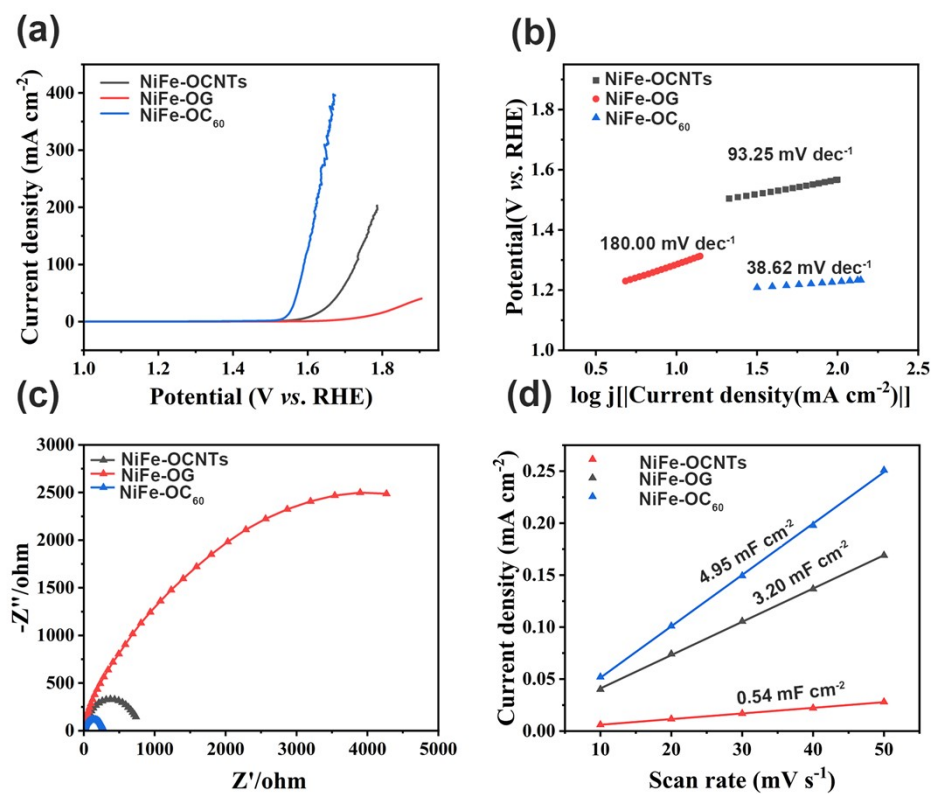 (a)
NiFe-OCNTs
NiFe-OG
NiFe-OC₆₀
400
300
200
100
0
1.0
1.2
1.4
1.6
1.8
Current density (mA cm⁻²)
Potential (V vs. RHE)
(b)
NiFe-OCNTs
NiFe-OG
NiFe-OC₆₀
93.25 mV dec⁻¹
180.00 mV dec⁻¹
38.62 mV dec⁻¹
1.8
1.6
1.4
1.2
1.0
0.5
1.0
1.5
2.0
2.5
Potential(V vs. RHE)
log j[|Current density(mA cm⁻²)|]
(c)
NiFe-OCNTs
NiFe-OG
NiFe-OC₆₀
3000
2500
2000
1500
1000
500
0
0
1000
2000
3000
4000
5000
-Z''/ohm
Z'/ohm
(d)
NiFe-OCNTs
NiFe-OG
NiFe-OC₆₀
4.95 mF cm⁻²
3.20 mF cm⁻²
0.54 mF cm⁻²
0.25
0.20
0.15
0.10
0.05
0.00
10
20
30
40
50
Current density (mA cm⁻²)
Scan rate (mV s⁻¹)